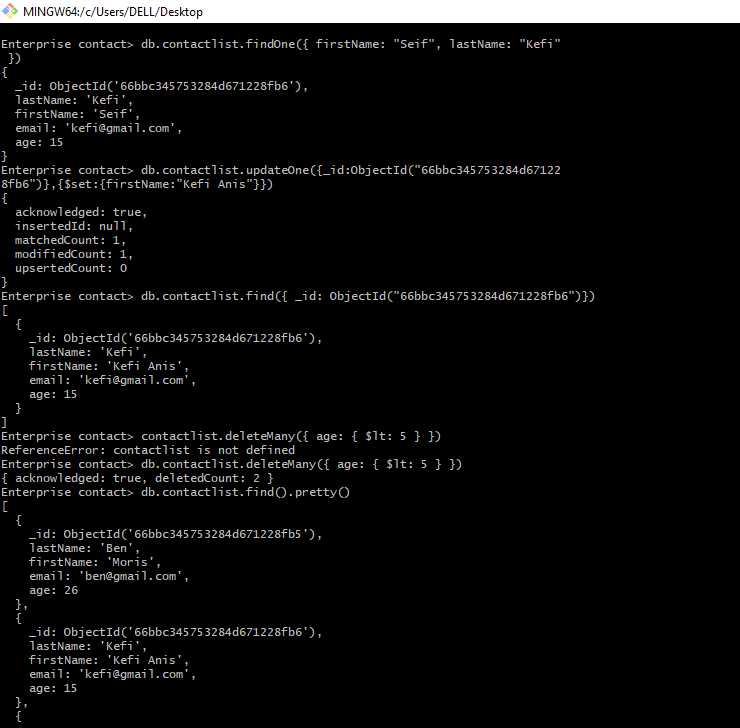 MINGW64:/c/Users/DELL/Desktop
Enterprise contact> db.contactlist.findOne({ firstName: "Seif", lastName: "Kefi"
 })
{
  _id: ObjectId('66bbc345753284d671228fb6'),
  lastName: 'Kefi',
  firstName: 'Seif',
  email: 'kefi@gmail.com',
  age: 15
}
Enterprise contact> db.contactlist.updateOne({_id:ObjectId("66bbc345753284d67122
8fb6")},{$set:{firstName:"Kefi Anis"}})
{
  acknowledged: true,
  insertedId: null,
  matchedCount: 1,
  modifiedCount: 1,
  upsertedCount: 0
}
Enterprise contact> db.contactlist.find({ _id: ObjectId("66bbc345753284d671228fb6")})
[
  {
    _id: ObjectId('66bbc345753284d671228fb6'),
    lastName: 'Kefi',
    firstName: 'Kefi Anis',
    email: 'kefi@gmail.com',
    age: 15
  }
]
Enterprise contact> contactlist.deleteMany({ age: { $lt: 5 } })
ReferenceError: contactlist is not defined
Enterprise contact> db.contactlist.deleteMany({ age: { $lt: 5 } })
{ acknowledged: true, deletedCount: 2 }
Enterprise contact> db.contactlist.find().pretty()
[
  {
    _id: ObjectId('66bbc345753284d671228fb5'),
    lastName: 'Ben',
    firstName: 'Moris',
    email: 'ben@gmail.com',
    age: 26
  },
  {
    _id: ObjectId('66bbc345753284d671228fb6'),
    lastName: 'Kefi',
    firstName: 'Kefi Anis',
    email: 'kefi@gmail.com',
    age: 15
  },
  {